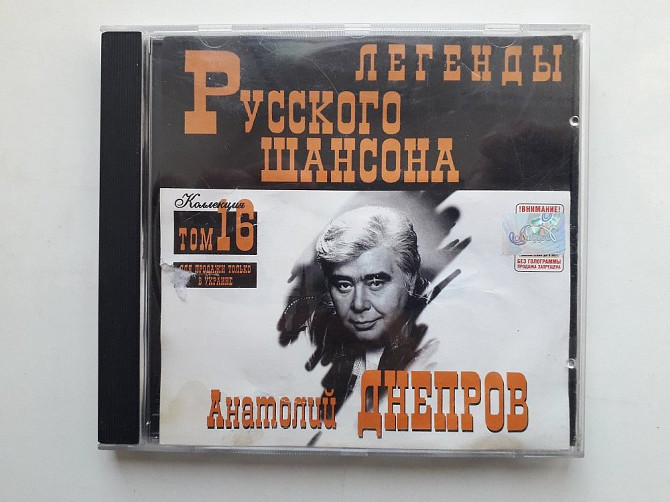 ЛЕГЕНДЫ
РУССКОГО
ШАНСОНА
Коллекция
ТОМ 16
ДЛЯ ПРОДАЖИ ТОЛЬКО
В УКРАИНЕ
!ВНИМАНИЕ!
БЕЗ ГОЛОГРАММЫ
ПРОДАЖА ЗАПРЕЩЕНА
Анатолий ДНЕПРОВ